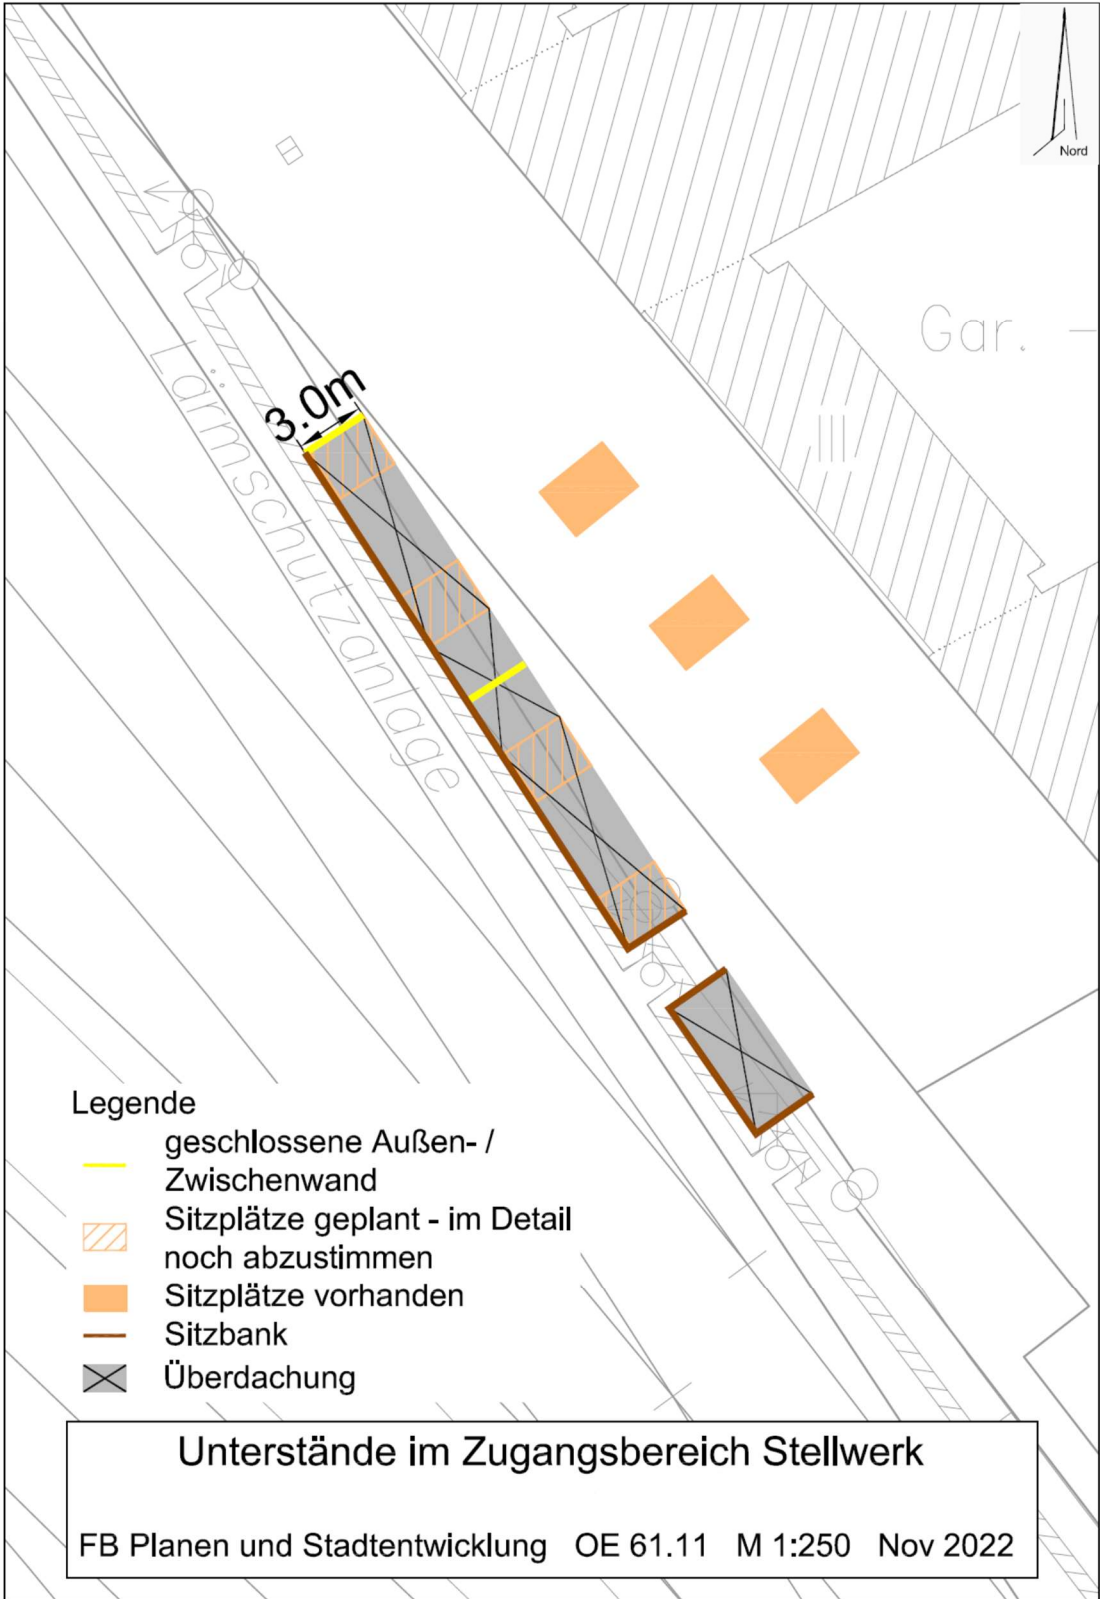 Nord
Gar.
III
3.0m
Lärmschutzanlage
Legende
geschlossene Außen- /
Zwischenwand
Sitzplätze geplant - im Detail
noch abzustimmen
Sitzplätze vorhanden
Sitzbank
Überdachung
Unterstände im Zugangsbereich Stellwerk
FB Planen und Stadtentwicklung OE 61.11 M 1:250 Nov 2022